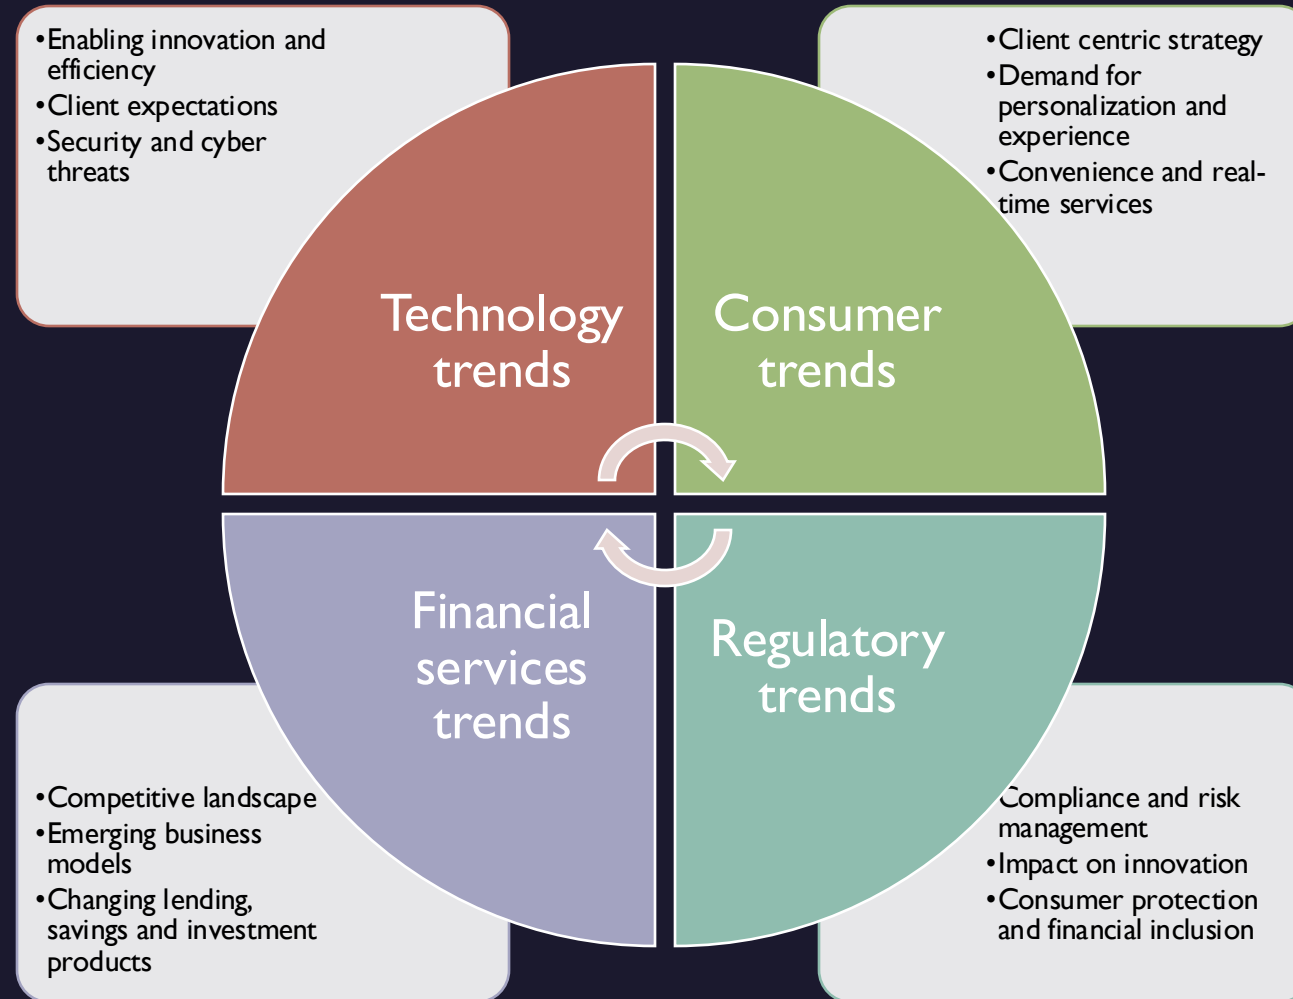 •Enabling innovation and
efficiency
•Client expectations
•Security and cyber
threats
•Client centric strategy
•Demand for
personalization and
experience
•Convenience and real-
time services
Technology
trends
Consumer
trends
Financial
services
trends
Regulatory
trends
•Competitive landscape
•Emerging business
models
•Changing lending,
savings and investment
products
Compliance and risk
management
•Impact on innovation
•Consumer protection
and financial inclusion